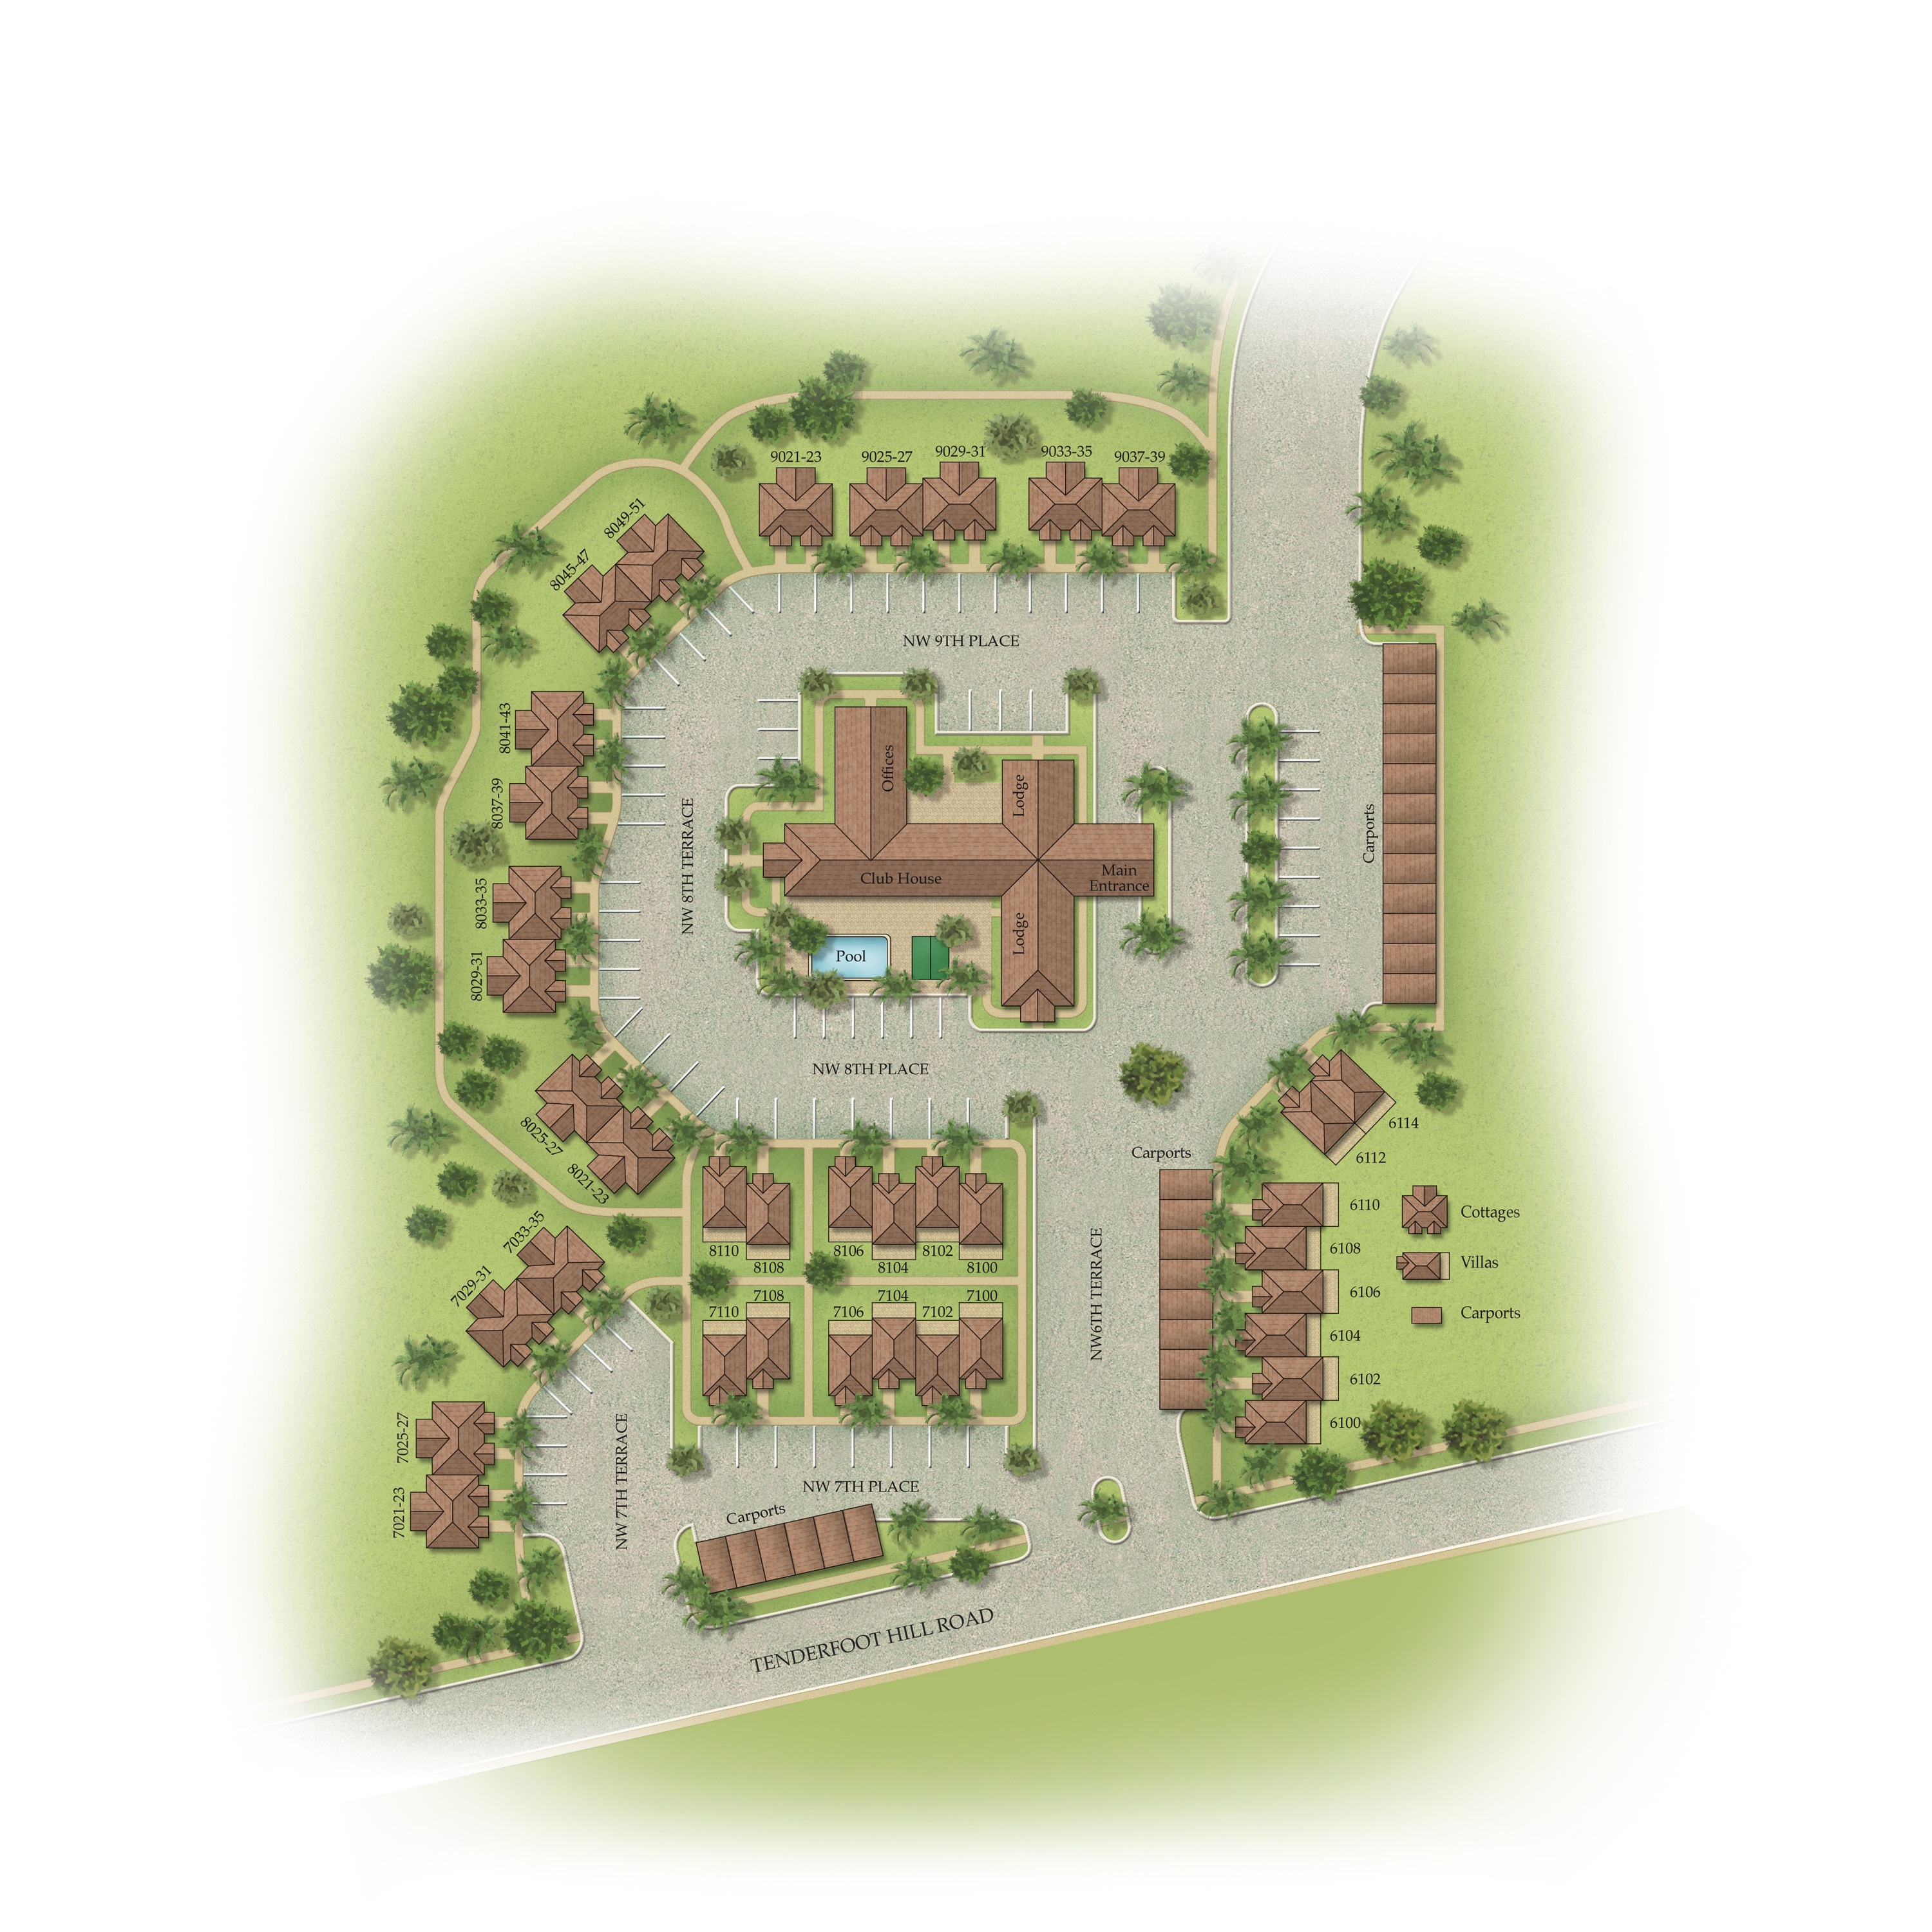 9021-23
9025-27
9029-31
9033-35
9037-39
8049-51
8045-47
NW 9TH PLACE
8041-43
8037-39
8033-35
8029-31
NW 8TH TERRACE
Offices
Lodge
Club House
Main
Entrance
Lodge
Pool
Carports
NW 8TH PLACE
8025-27
8021-23
6114
6112
Carports
6110
6108
6106
6104
6102
6100
Cottages
Villas
Carports
8110
8108
8106
8104
8102
8100
7110
7108
7106
7104
7102
7100
NW6TH TERRACE
7033-35
7029-31
7025-27
7021-23
NW 7TH TERRACE
NW 7TH PLACE
Carports
TENDERFOOT HILL ROAD